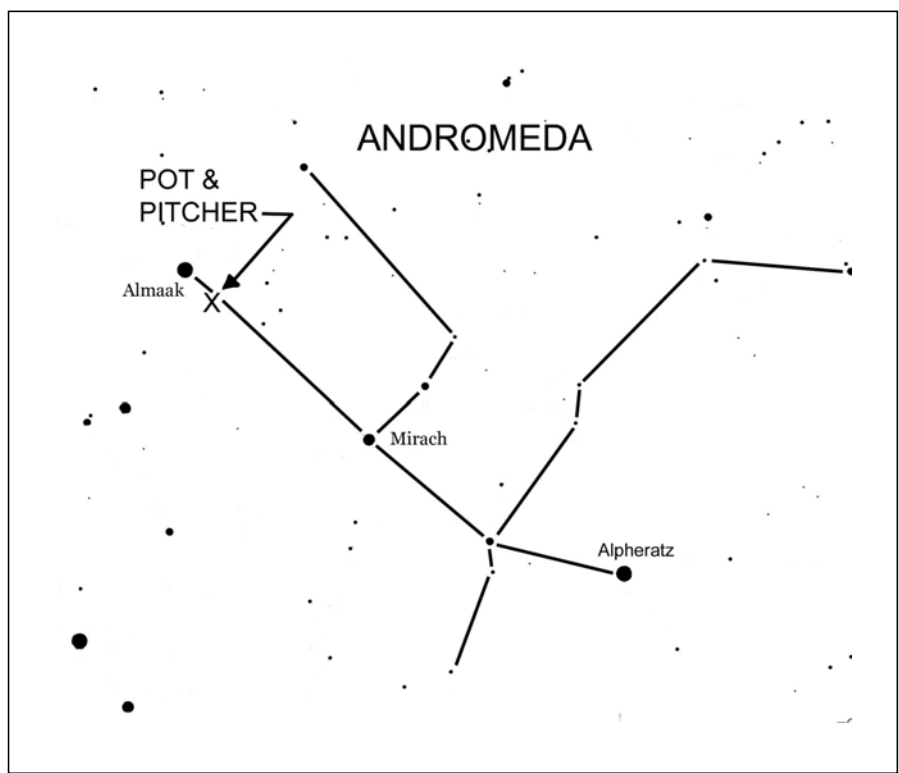 ANDROMEDA
POT &
PITCHER
Almaak
X
Mirach
Alpheratz